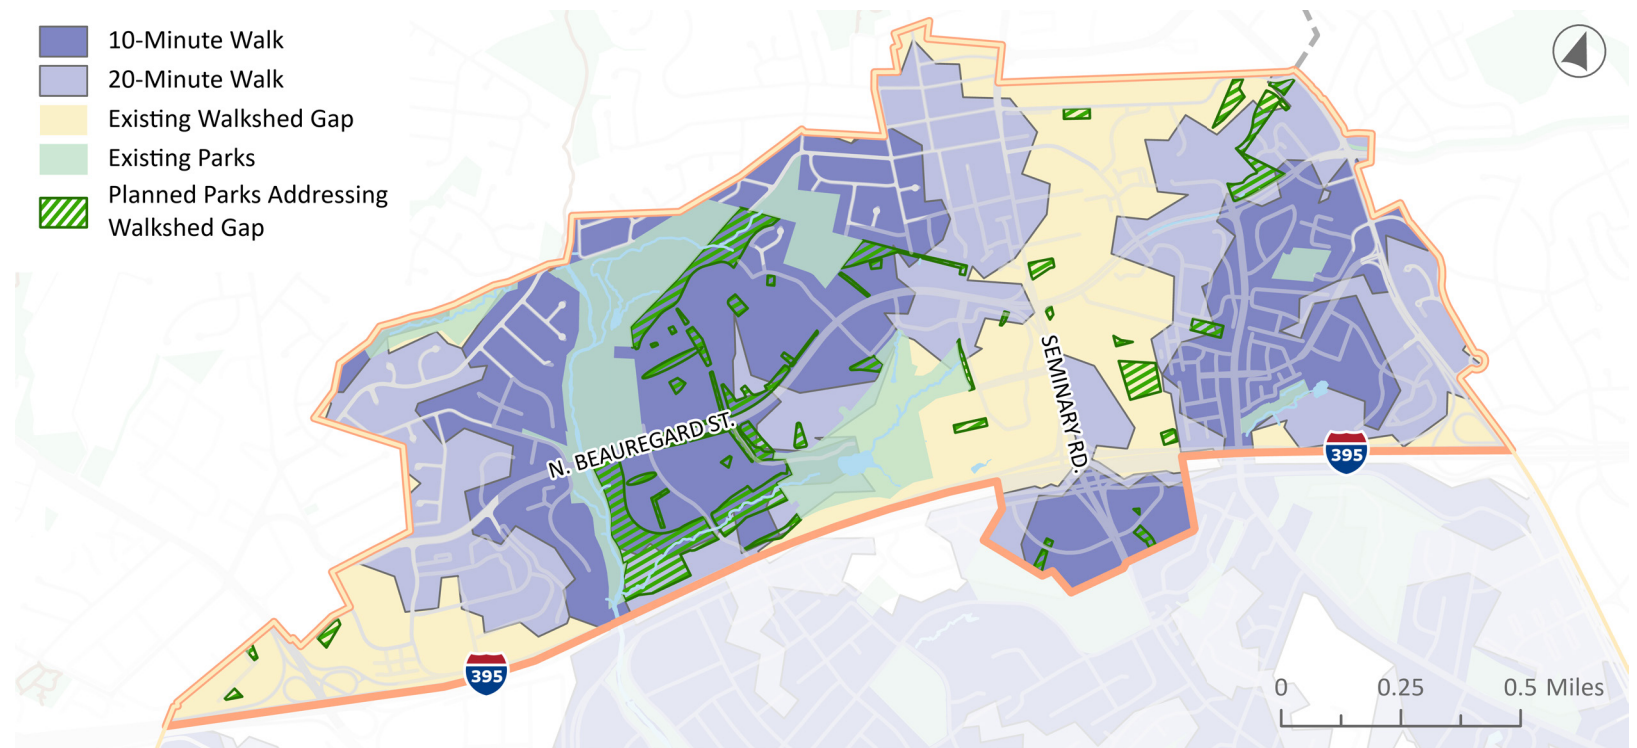 10-Minute Walk
20-Minute Walk
Existing Walkshed Gap
Existing Parks
Planned Parks Addressing
Walkshed Gap
SEMINARY RD.
N. BEAUREGARD ST.
395
395
0 0.25 0.5 Miles